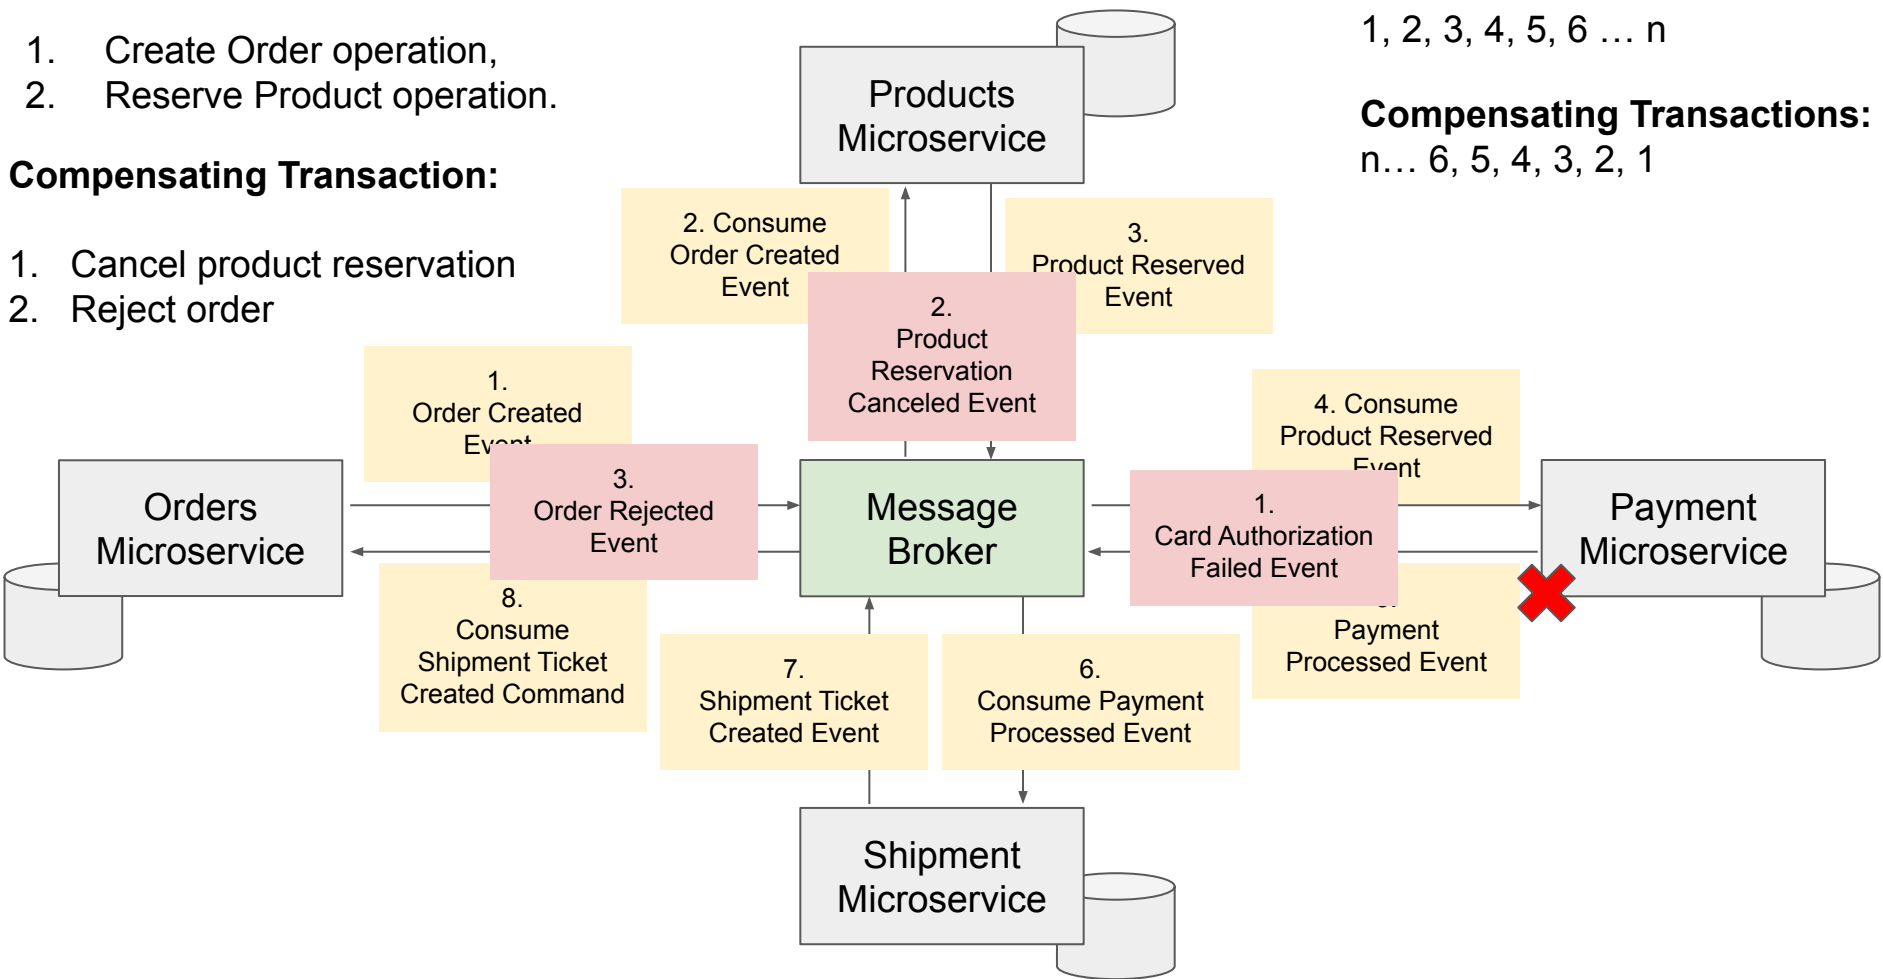 1. Create Order operation,
2. Reserve Product operation.
Compensating Transaction:
1. Cancel product reservation
2. Reject order
1, 2, 3, 4, 5, 6 … n
Compensating Transactions:
n… 6, 5, 4, 3, 2, 1
Products
Microservice
2. Consume
Order Created
Event
3.
Product Reserved
Event
2.
Product
Reservation
Canceled Event
1.
Order Created
Event
3.
Order Rejected
Event
4. Consume
Product Reserved
Event
1.
Card Authorization
Failed Event
Orders
Microservice
Message
Broker
Payment
Microservice
8.
Consume
Shipment Ticket
Created Command
7.
Shipment Ticket
Created Event
6.
Consume Payment
Processed Event
Payment
Processed Event
Shipment
Microservice